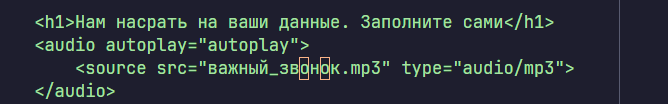 <h1>Нам насрать на ваши данные. Заполните сами</h1>
<audio autoplay="autoplay">
<source src="важный_звонок.mp3" type="audio/mp3">
</audio>